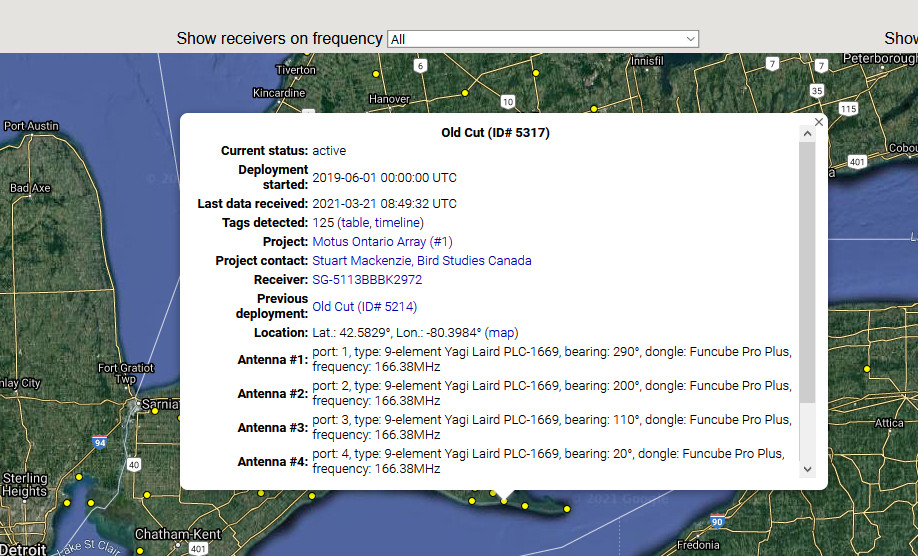 Show receivers on frequency All
Show
Tiverton
Kincardine
Hanover
6
10
Innisfil
7
7
Peterborough
35
115
401
Port Austin
Bad Axe
Old Cut (ID# 5317)
Current status: active
Deployment
started: 2019-06-01 00:00:00 UTC
Last data received: 2021-03-21 08:49:32 UTC
Tags detected: 125 (table, timeline)
Project: Motus Ontario Array (#1)
Project contact: Stuart Mackenzie, Bird Studies Canada
Receiver: SG-5113BBBK2972
Previous
deployment: Old Cut (ID# 5214)
Location: Lat.: 42.5829°, Lon.: -80.3984° (map)
Antenna #1: port: 1, type: 9-element Yagi Laird PLC-1669, bearing: 290°, dongle: Funcube Pro Plus,
frequency: 166.38MHz
Antenna #2: port: 2, type: 9-element Yagi Laird PLC-1669, bearing: 200°, dongle: Funcube Pro Plus,
frequency: 166.38MHz
Antenna #3: port: 3, type: 9-element Yagi Laird PLC-1669, bearing: 110°, dongle: Funcube Pro Plus,
frequency: 166.38MHz
Antenna #4: port: 4, type: 9-element Yagi Laird PLC-1669, bearing: 20°, dongle: Funcube Pro Plus,
frequency: 166.38MHz
Fort Gratiot
Twp
nlay City
Sarnia
94
40
Sterling
Heights
Attica
2021 Google
90
Fredonia
Chatham-Kent
401
Lake St Clair
Detroit